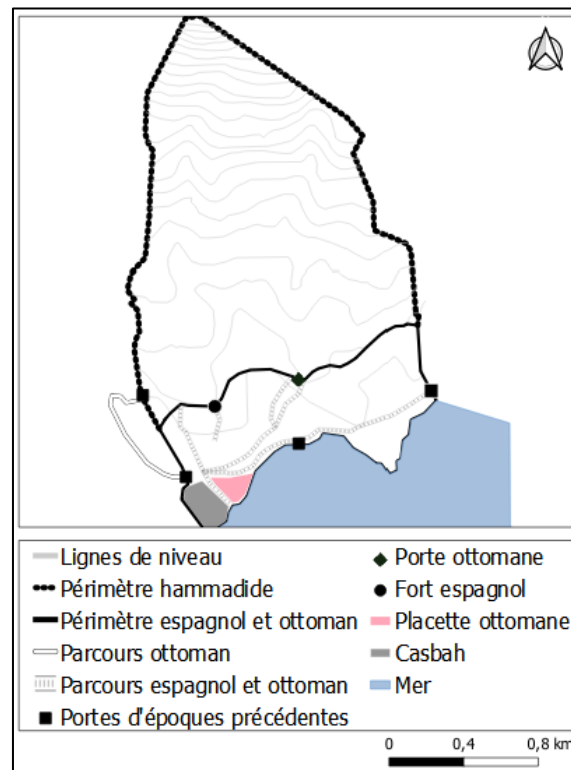 Lignes de niveau
Porte ottomane
Périmètre hammadide
Fort espagnol
Périmètre espagnol et ottoman
Placette ottomane
Parcours ottoman
Casbah
Parcours espagnol et ottoman
Mer
Portes d'époques précédentes
0 0,4 0,8 km